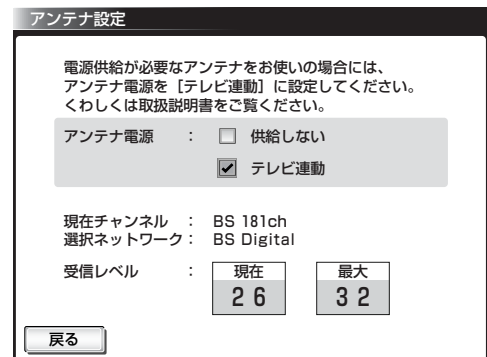 アンテナ設定
電源供給が必要なアンテナをお使いの場合には、
アンテナ電源を［テレビ連動］に設定してください。
くわしくは取扱説明書をご覧ください。
アンテナ電源 ： 供給しない
テレビ連動
現在チャンネル ： BS 181ch
選択ネットワーク： BS Digital
受信レベル ： 現在 最大
26 32
戻る